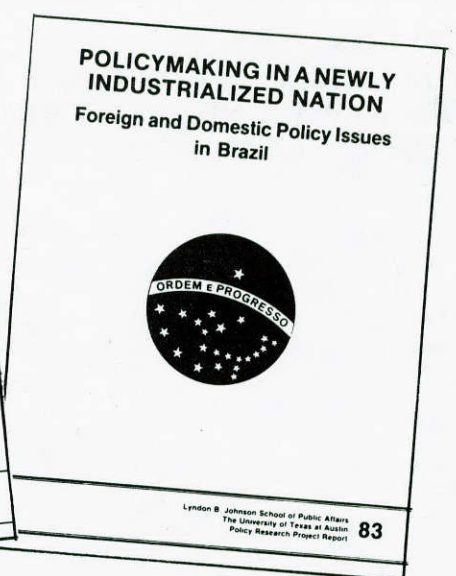 POLICYMAKING IN A NEWLY
INDUSTRIALIZED NATION
Foreign and Domestic Policy Issues
in Brazil
ORDEM E PROGRESSO
Lyndon B. Johnson School of Public Affairs
The University of Texas at Austin
Policy Research Project Report
83